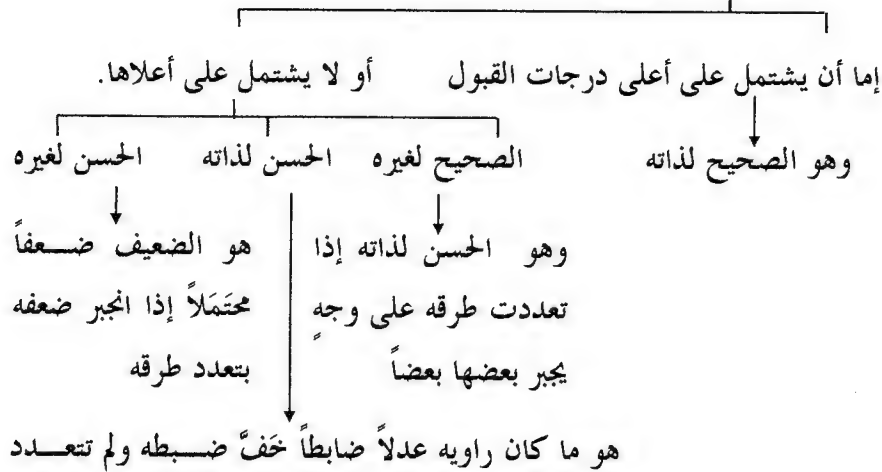 إما أن يشتمل على أعلى درجات القبول أو لا يشتمل على أعلاها.
وهو الصحيح لذاته
الصحيح لغيره
الحسن لذاته
الحسن لغيره
وهو الحسن لذاته إذا
تعددت طرقه على وجهٍ
يجبر بعضها بعضاً
هو الضعيف ضعفاً
محتَمَلاً إذا انجبر ضعفه
بتعدد طرقه
هو ما كان راويه عدلاً ضابطاً خَفَّ ضبطه ولم تتعدد